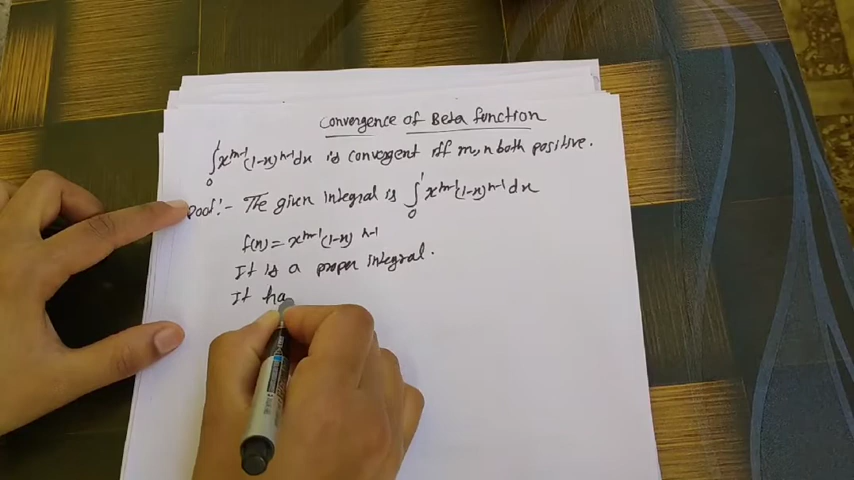 Convergence of Beta function
∫₀¹ x^m-1 (1-x)^n-1 dx is convergent iff m, n both positive.
Poof:- The given integral is ∫₀¹ x^m-1 (1-x)^n-1 dx
f(x) = x^m-1 (1-x)^n-1
It is a proper integral.
It ha